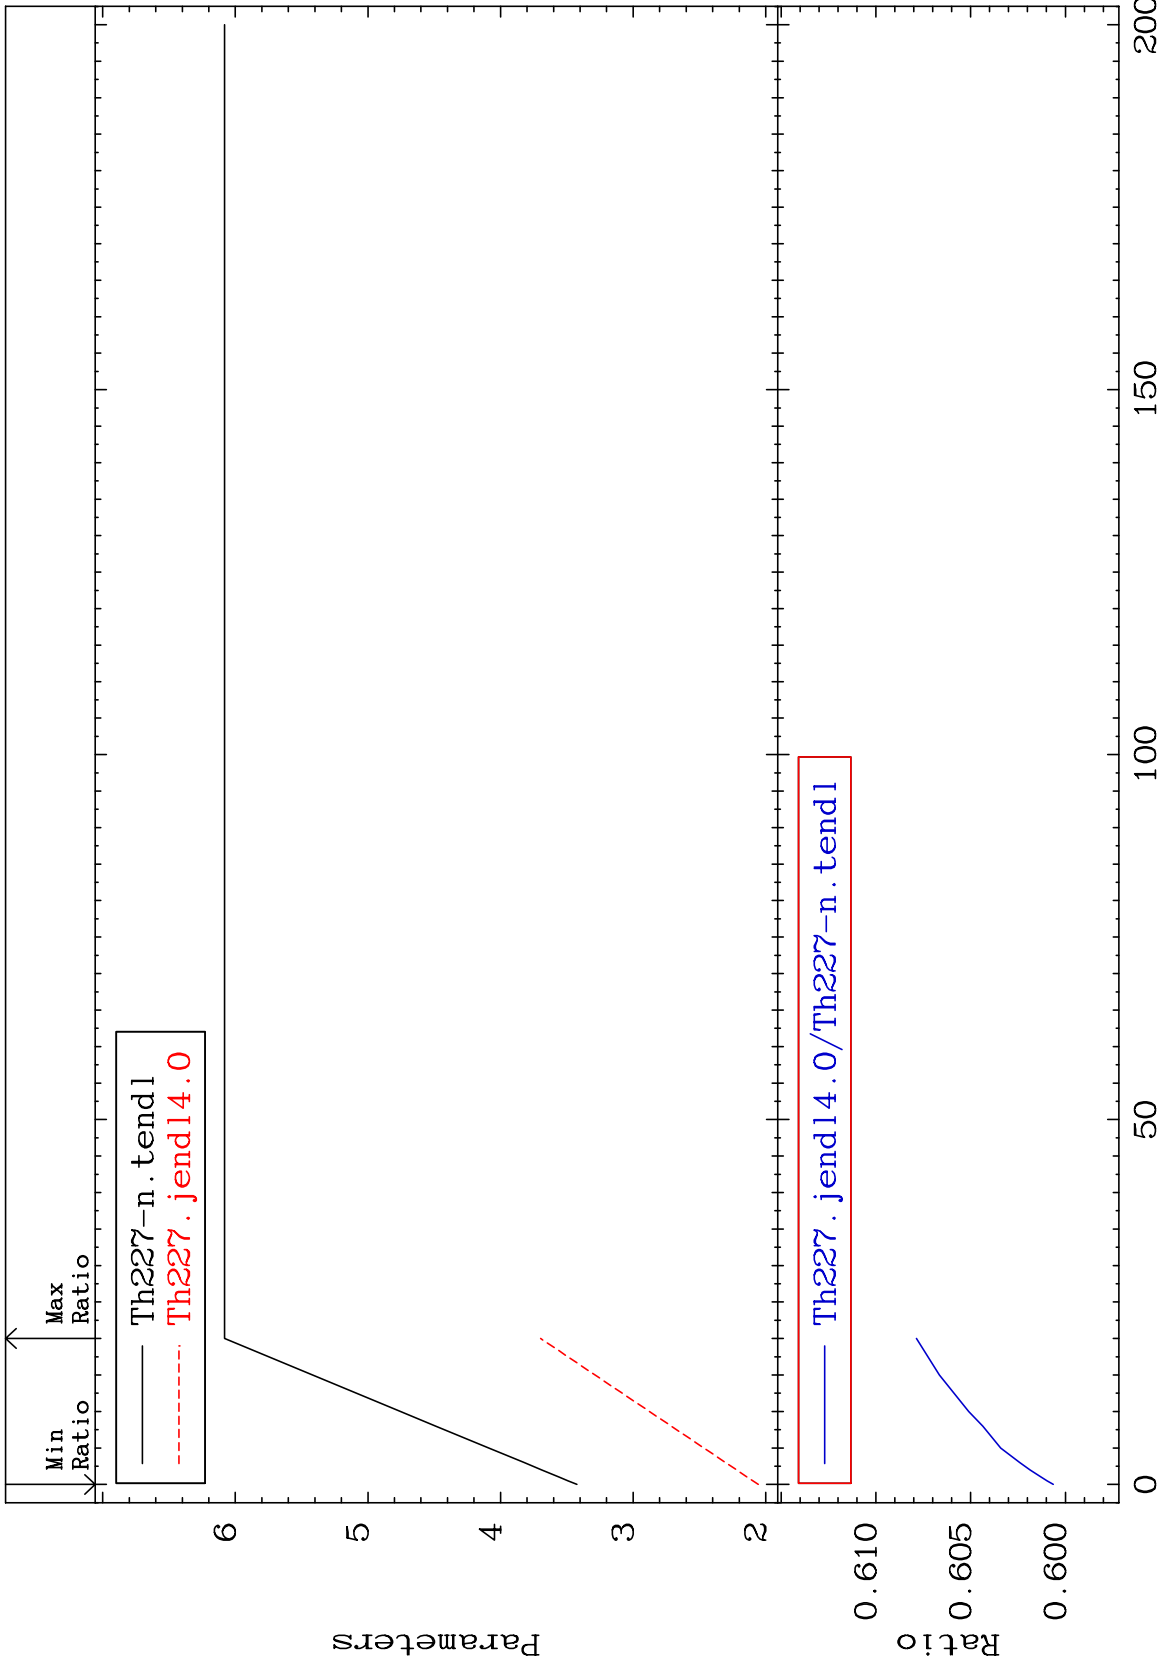 Min
Ratio
Max
Ratio
Th227-n.tendl
Th227.jendl4.0
6
5
4
3
2
Parameters
Th227.jendl4.0/Th227-n.tendl
0.610
0.605
0.600
Ratio
0
50
100
150
200